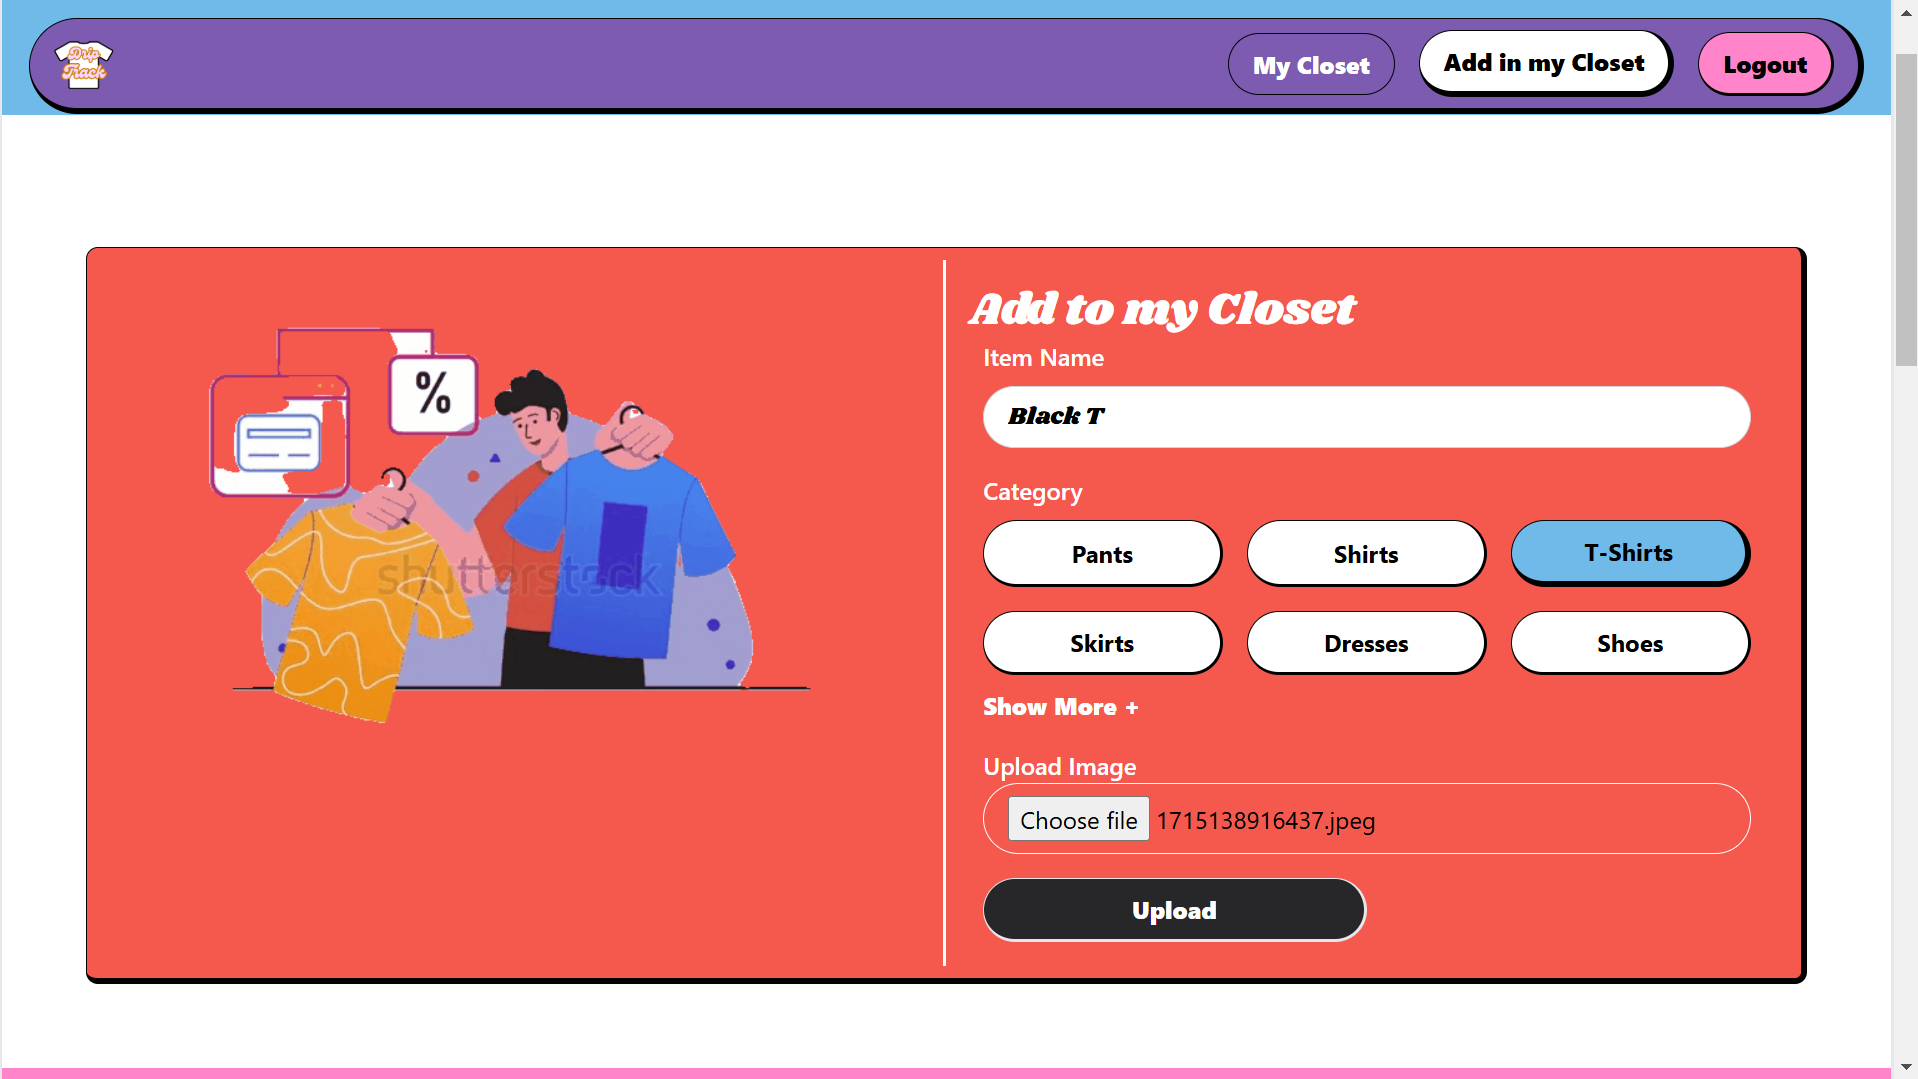 Drip
Track
My Closet
Add in my Closet
Logout
%
shutterstock
Add to my Closet
Item Name
Black T
Category
Pants
Shirts
T-Shirts
Skirts
Dresses
Shoes
Show More +
Upload Image
Choose file 1715138916437.jpeg
Upload